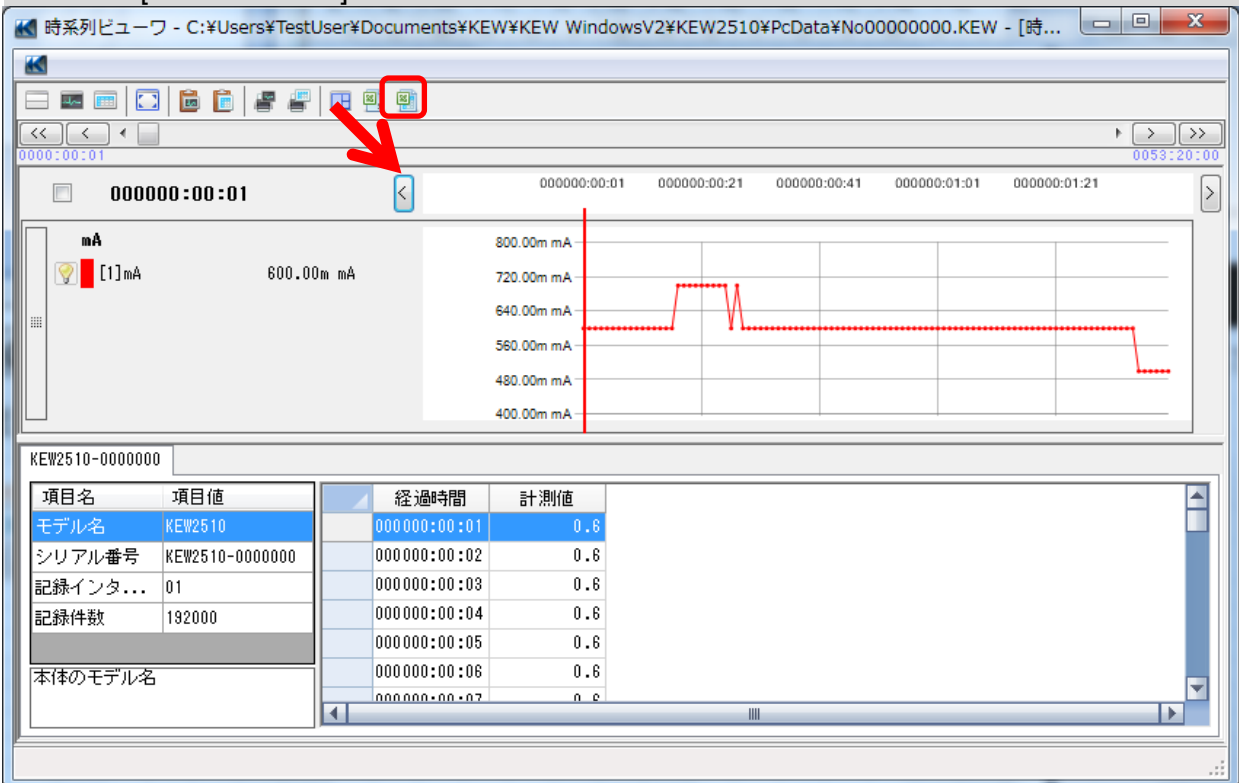 時系列ビューワ - C:¥Users¥TestUser¥Documents¥KEW¥KEW WindowsV2¥KEW2510¥PcData¥No00000000.KEW - [時...
<< < > >>
0000:00:01 0053:20:00
000000:00:01 < 000000:00:01 000000:00:21 000000:00:41 000000:01:01 000000:01:21 >
mA
[1]mA 600.00m mA
800.00m mA
720.00m mA
640.00m mA
560.00m mA
480.00m mA
400.00m mA
KEW2510-0000000
項目名 項目値
モデル名 KEW2510
シリアル番号 KEW2510-0000000
記録インタ... 01
記録件数 192000
本体のモデル名
経過時間 計測値
000000:00:01 0.6
000000:00:02 0.6
000000:00:03 0.6
000000:00:04 0.6
000000:00:05 0.6
000000:00:06 0.6
000000:00:07 0.6